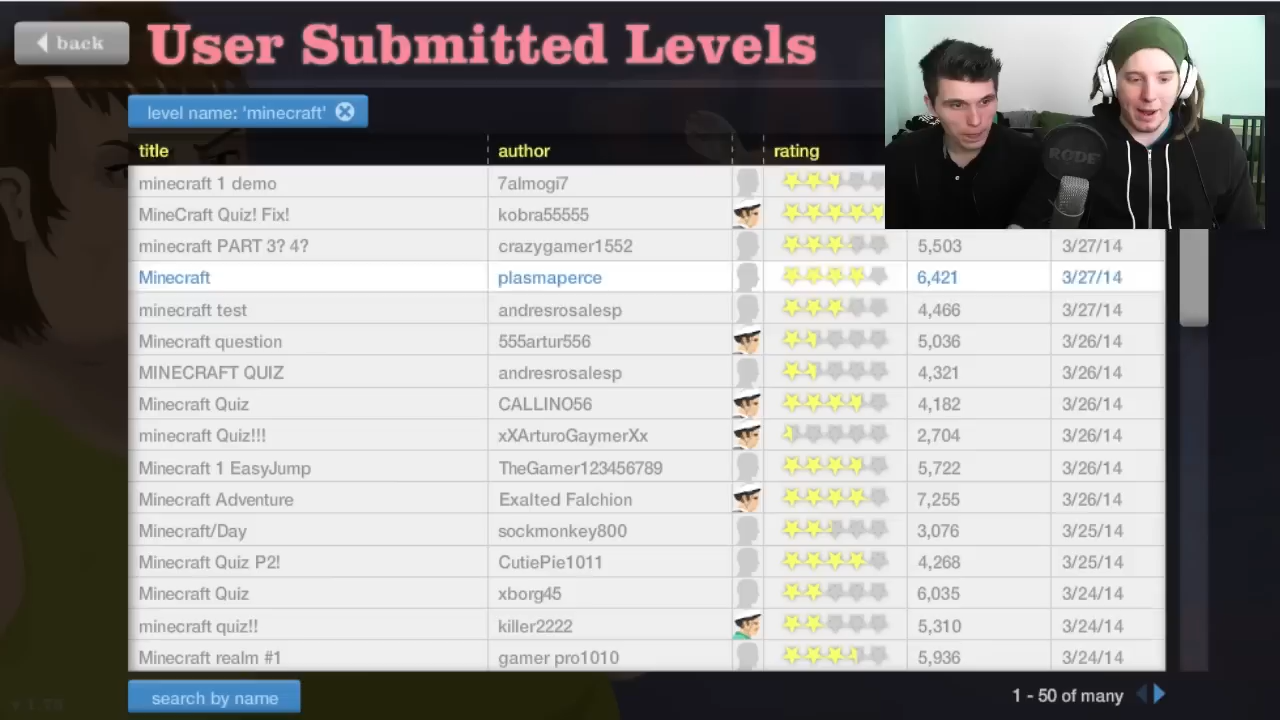 back
User Submitted Levels
level name: 'minecraft'
title author rating
minecraft 1 demo 7almogi7
MineCraft Quiz! Fix! kobra55555
minecraft PART 3? 4? crazygamer1552 5,503 3/27/14
Minecraft plasmaperce 6,421 3/27/14
minecraft test andresrosalesp 4,466 3/27/14
Minecraft question 555artur556 5,036 3/26/14
MINECRAFT QUIZ andresrosalesp 4,321 3/26/14
Minecraft Quiz CALLINO56 4,182 3/26/14
minecraft Quiz!!! xXArturoGaymerXx 2,704 3/26/14
Minecraft 1 EasyJump TheGamer123456789 5,722 3/26/14
Minecraft Adventure Exalted Falchion 7,255 3/26/14
Minecraft/Day sockmonkey800 3,076 3/25/14
Minecraft Quiz P2! CutiePie1011 4,268 3/25/14
Minecraft Quiz xborg45 6,035 3/24/14
minecraft quiz!! killer2222 5,310 3/24/14
Minecraft realm #1 gamer pro1010 5,936 3/24/14
search by name
1 - 50 of many
RODE